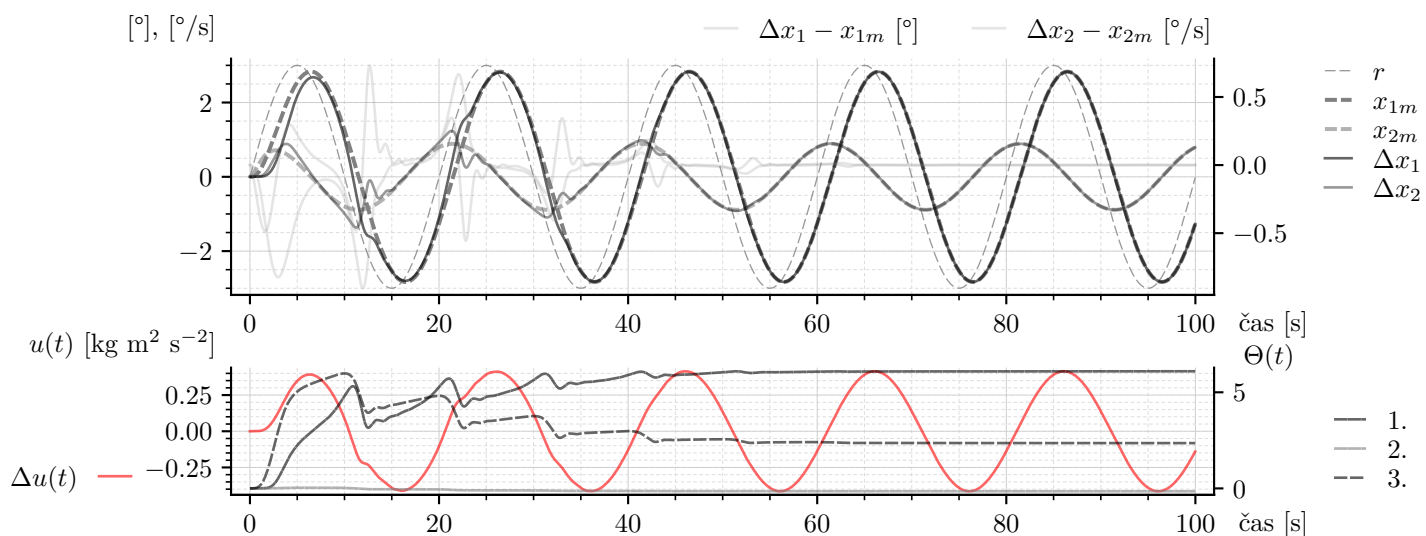 [°], [°/s]
Δx₁ − x₁ₘ [°] Δx₂ − x₂ₘ [°/s]
2
0
−2
0.5
0.0
−0.5
r
x₁ₘ
x₂ₘ
Δx₁
Δx₂
0 20 40 60 80 100 čas [s]
u(t) [kg m² s⁻²]
Θ(t)
0.25
0.00
−0.25
5
0
Δu(t)
1.
2.
3.
0 20 40 60 80 100 čas [s]